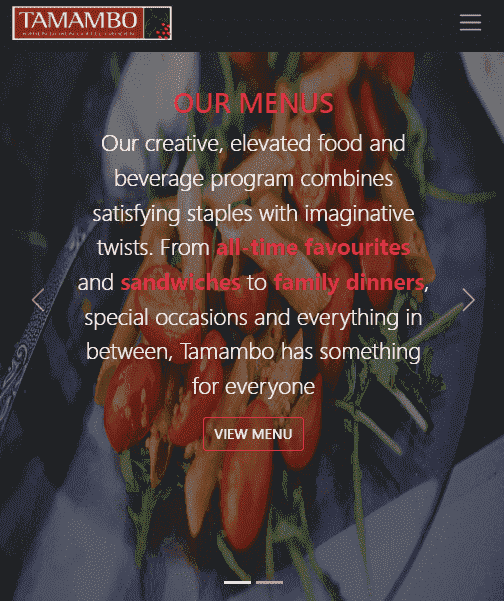 TAMAMBO
OUR MENUS
Our creative, elevated food and
beverage program combines
satisfying staples with imaginative
twists. From all-time favourites
and sandwiches to family dinners,
special occasions and everything in
between, Tamambo has something
for everyone
VIEW MENU